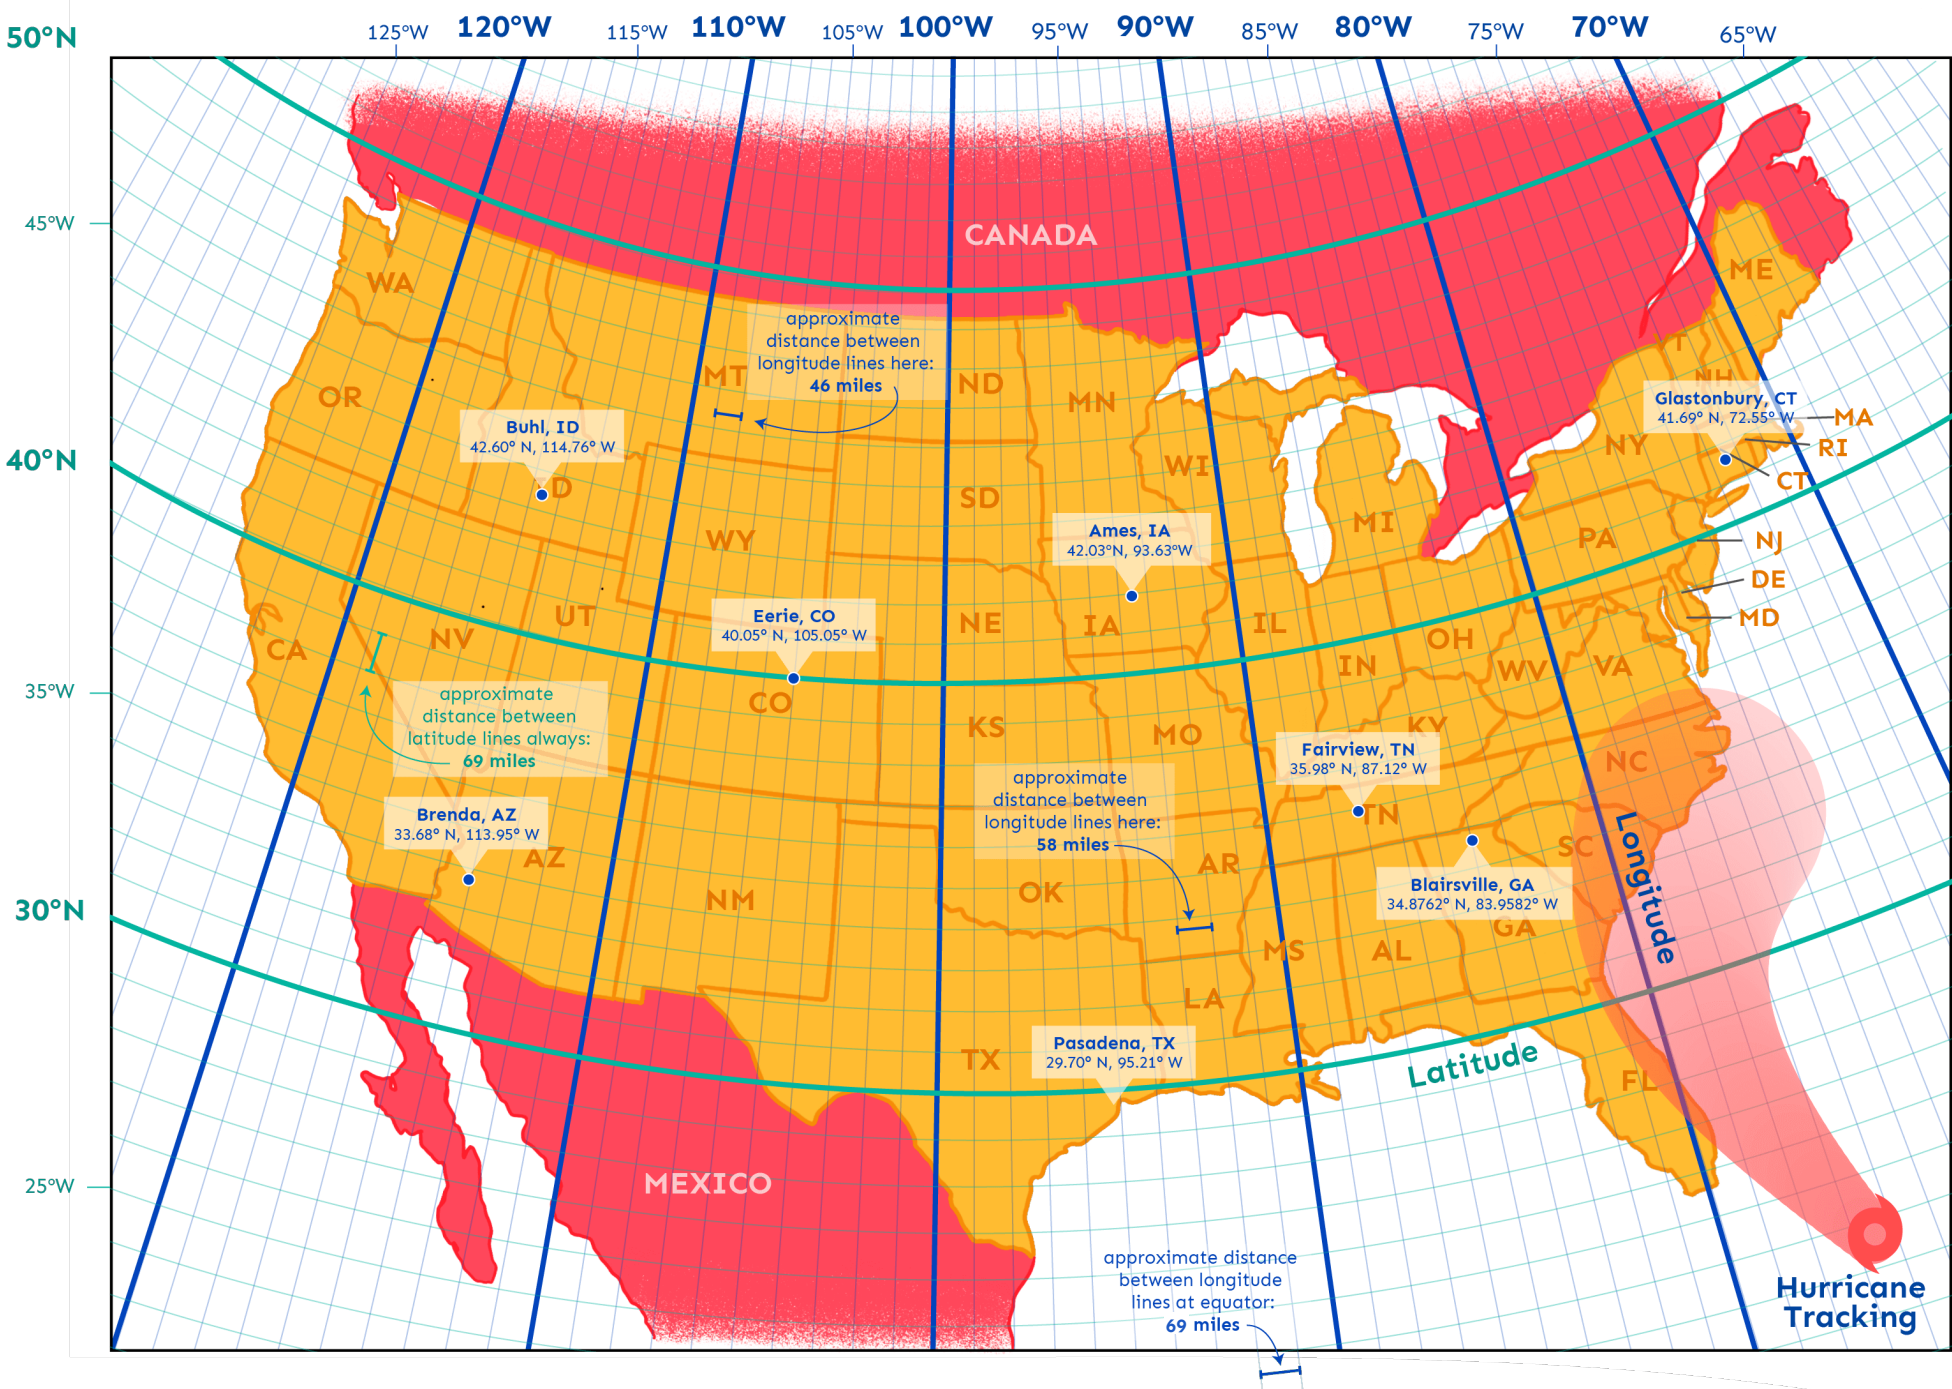 50°N
125°W
120°W
115°W
110°W
105°W
100°W
95°W
90°W
85°W
80°W
75°W
70°W
65°W
45°W
40°N
35°W
30°N
25°W
CANADA
WA
OR
CA
NV
UT
D
MT
WY
CO
AZ
NM
ND
SD
NE
KS
OK
TX
MN
IA
MO
AR
LA
WI
IL
MI
IN
OH
KY
TN
MS
AL
GA
FL
SC
NC
VA
WV
PA
NY
T
NH
ME
MA
RI
CT
NJ
DE
MD
MEXICO
approximate
distance between
longitude lines here:
46 miles
Buhl, ID
42.60° N, 114.76° W
Glastonbury, CT
41.69° N, 72.55° W
Ames, IA
42.03°N, 93.63°W
Eerie, CO
40.05° N, 105.05° W
approximate
distance between
latitude lines always:
69 miles
Fairview, TN
35.98° N, 87.12° W
approximate
distance between
longitude lines here:
58 miles
Brenda, AZ
33.68° N, 113.95° W
Blairsville, GA
34.8762° N, 83.9582° W
Longitude
Pasadena, TX
29.70° N, 95.21° W
Latitude
approximate distance
between longitude
lines at equator:
69 miles
Hurricane
Tracking